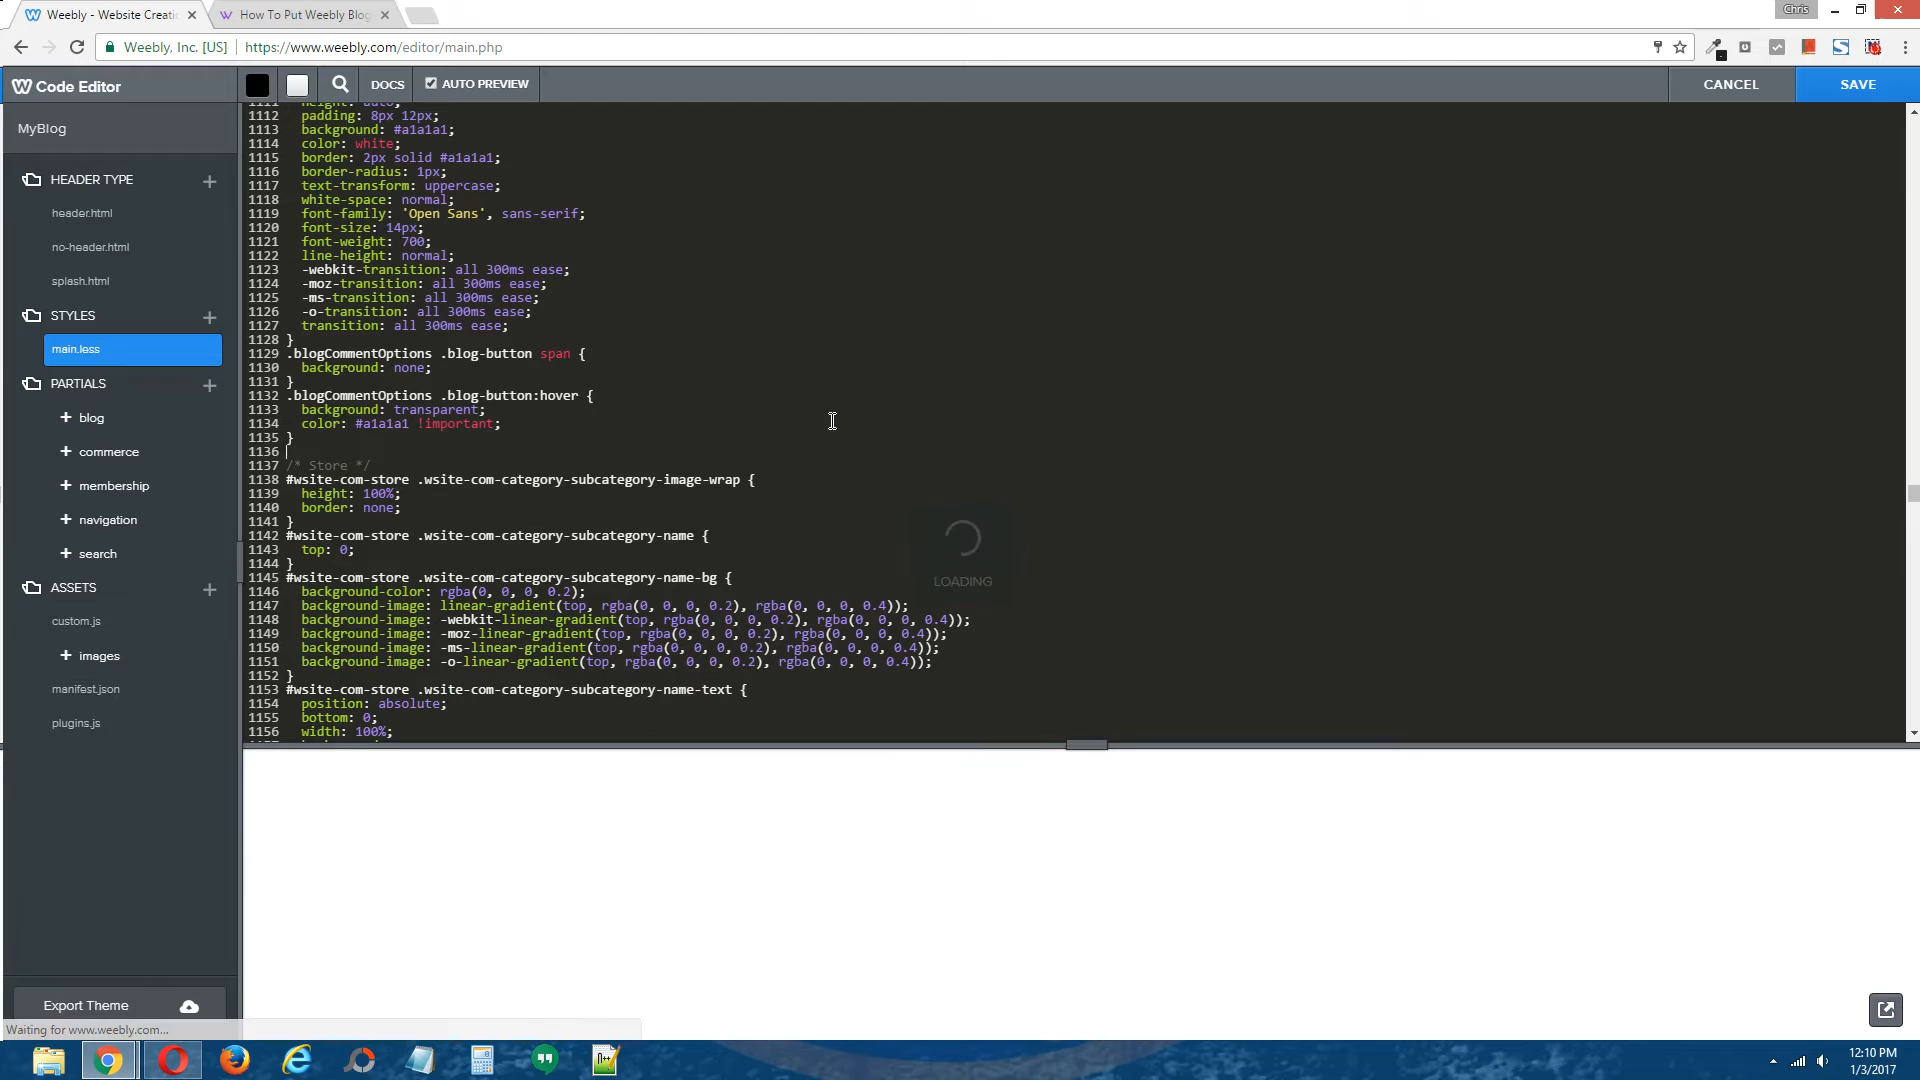 Weebly - Website Creati
How To Put Weebly Blog
Chris
Weebly, Inc. [US]
https://www.weebly.com/editor/main.php
Code Editor
DOCS
AUTO PREVIEW
CANCEL
SAVE
MyBlog
HEADER TYPE
header.html
no-header.html
splash.html
STYLES
main.less
PARTIALS
blog
commerce
membership
navigation
search
ASSETS
custom.js
images
manifest.json
plugins.js
Export Theme
Waiting for www.weebly.com...
1111 height: auto;
1112 padding: 8px 12px;
1113 background: #a1a1a1;
1114 color: white;
1115 border: 2px solid #a1a1a1;
1116 border-radius: 1px;
1117 text-transform: uppercase;
1118 white-space: normal;
1119 font-family: 'Open Sans', sans-serif;
1120 font-size: 14px;
1121 font-weight: 700;
1122 line-height: normal;
1123 -webkit-transition: all 300ms ease;
1124 -moz-transition: all 300ms ease;
1125 -ms-transition: all 300ms ease;
1126 -o-transition: all 300ms ease;
1127 transition: all 300ms ease;
1128 }
1129 .blogCommentOptions .blog-button span {
1130 background: none;
1131 }
1132 .blogCommentOptions .blog-button:hover {
1133 background: transparent;
1134 color: #a1a1a1 !important;
1135 }
1136
1137 /* Store */
1138 #wsite-com-store .wsite-com-category-subcategory-image-wrap {
1139 height: 100%;
1140 border: none;
1141 }
1142 #wsite-com-store .wsite-com-category-subcategory-name {
1143 top: 0;
1144 }
1145 #wsite-com-store .wsite-com-category-subcategory-name-bg {
1146 background-color: rgba(0, 0, 0, 0.2);
1147 background-image: linear-gradient(top, rgba(0, 0, 0, 0.2), rgba(0, 0, 0, 0.4));
1148 background-image: -webkit-linear-gradient(top, rgba(0, 0, 0, 0.2), rgba(0, 0, 0, 0.4));
1149 background-image: -moz-linear-gradient(top, rgba(0, 0, 0, 0.2), rgba(0, 0, 0, 0.4));
1150 background-image: -ms-linear-gradient(top, rgba(0, 0, 0, 0.2), rgba(0, 0, 0, 0.4));
1151 background-image: -o-linear-gradient(top, rgba(0, 0, 0, 0.2), rgba(0, 0, 0, 0.4));
1152 }
1153 #wsite-com-store .wsite-com-category-subcategory-name-text {
1154 position: absolute;
1155 bottom: 0;
1156 width: 100%;
LOADING
12:10 PM
1/3/2017